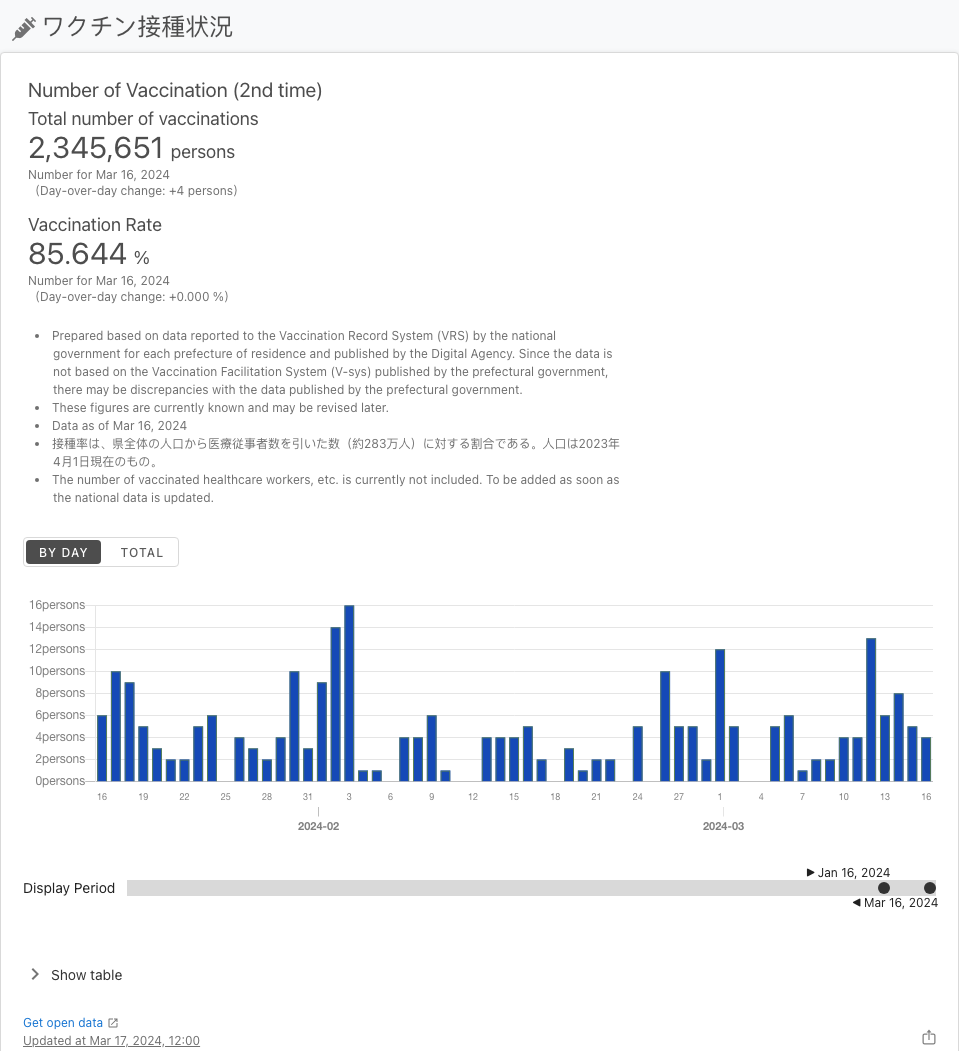 ワクチン接種状況
Number of Vaccination (2nd time)
Total number of vaccinations
2,345,651 persons
Number for Mar 16, 2024
(Day-over-day change: +4 persons)
Vaccination Rate
85.644 %
Number for Mar 16, 2024
(Day-over-day change: +0.000 %)
• Prepared based on data reported to the Vaccination Record System (VRS) by the national
government for each prefecture of residence and published by the Digital Agency. Since the data is
not based on the Vaccination Facilitation System (V-sys) published by the prefectural government,
there may be discrepancies with the data published by the prefectural government.
• These figures are currently known and may be revised later.
• Data as of Mar 16, 2024
• 接種率は、県全体の人口から医療従事者数を引いた数（約283万人）に対する割合である。人口は2023年
4月1日現在のもの。
• The number of vaccinated healthcare workers, etc. is currently not included. To be added as soon as
the national data is updated.
BY DAY TOTAL
16persons
14persons
12persons
10persons
8persons
6persons
4persons
2persons
0persons
16 19 22 25 28 31 3 6 9 12 15 18 21 24 27 1 4 7 10 13 16
2024-02 2024-03
▶ Jan 16, 2024
Display Period
◀ Mar 16, 2024
Show table
Get open data
Updated at Mar 17, 2024, 12:00